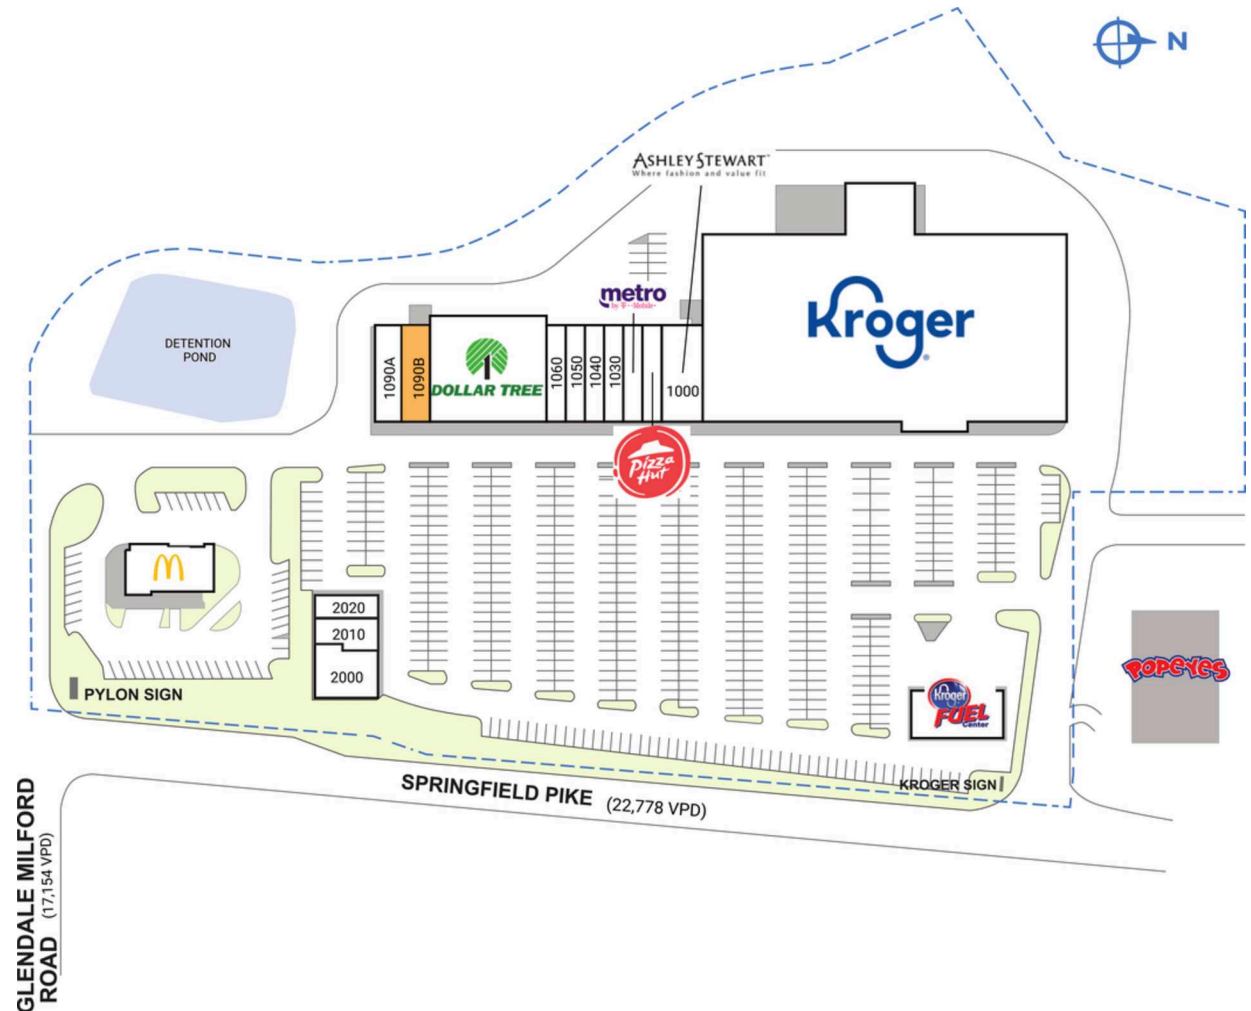 N
ASHLEY STEWART
Where fashion and value fit
metro
by T-Mobile
Kroger
DETENTION
POND
1090A
1090B
DOLLAR TREE
1060
1050
1040
1030
1000
Pizza
Hut
2020
2010
2000
PYLON SIGN
POPEYES
Kroger
FUEL
Center
KROGER SIGN
SPRINGFIELD PIKE (22,778 VPD)
GLENDALE MILFORD
ROAD (17,154 VPD)